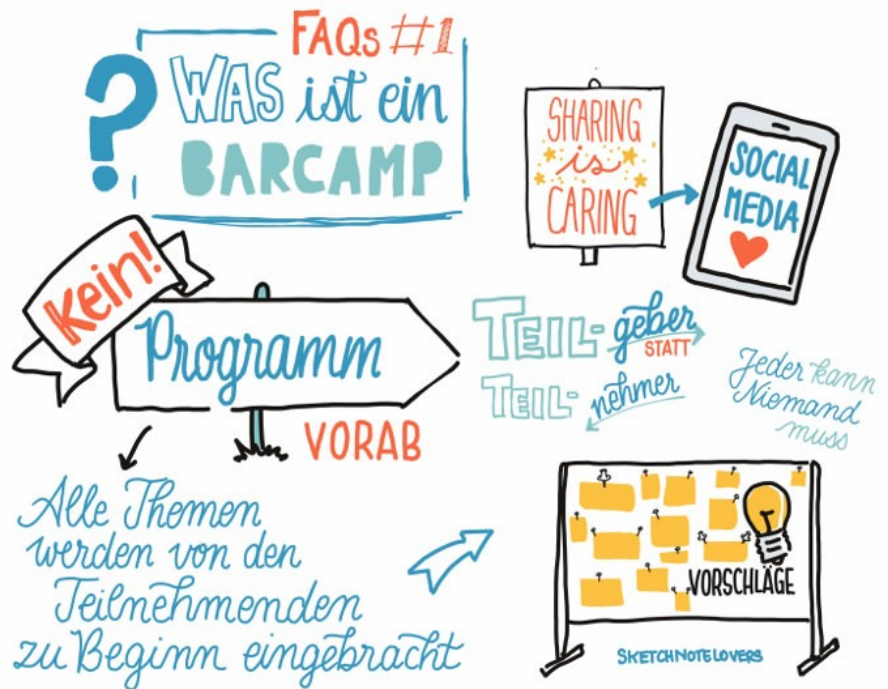 FAQs #1
?
WAS ist ein
BARCAMP
SHARING
is
CARING
SOCIAL
MEDIA
Kein!
Programm
VORAB
TEIL-geber
STATT
TEIL-nehmer
Jeder kann
Niemand
muss
Alle Themen
werden von den
Teilnehmenden
zu Beginn eingebracht
VORSCHLÄGE
SKETCHNOTELOVERS